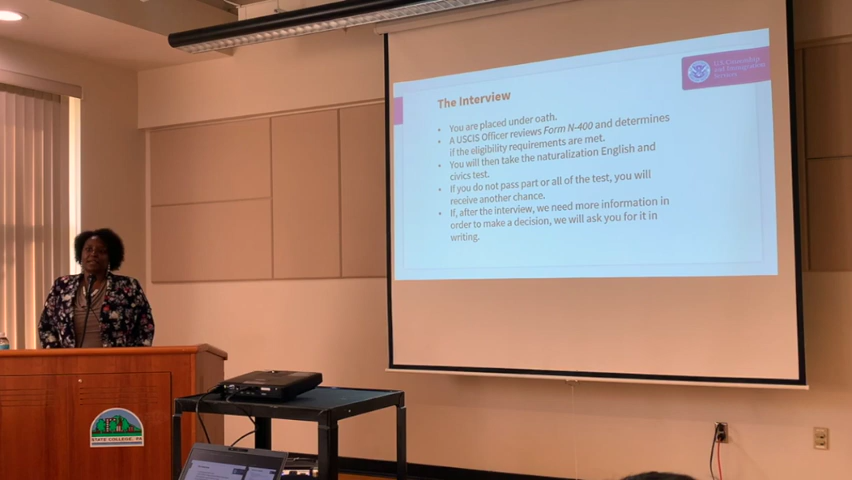 U.S. Citizenship
and Immigration
Services
The Interview
• You are placed under oath.
• A USCIS Officer reviews Form N-400 and determines
if the eligibility requirements are met.
• You will then take the naturalization English and
civics test.
• If you do not pass part or all of the test, you will
receive another chance.
• If, after the interview, we need more information in
order to make a decision, we will ask you for it in
writing.
STATE COLLEGE, PA